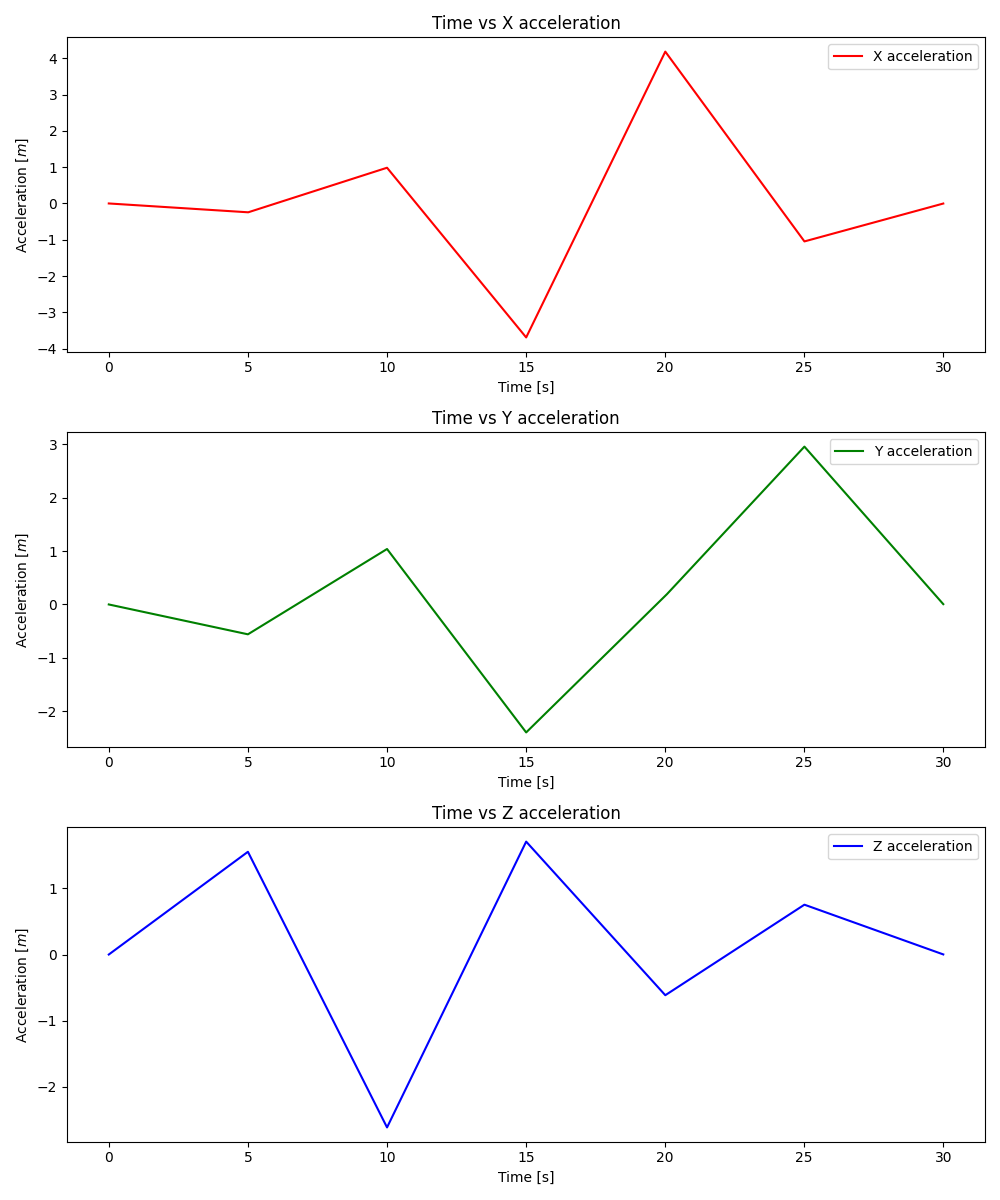 Time vs X acceleration
X acceleration
Acceleration [m]
4
3
2
1
0
−1
−2
−3
−4
0 5 10 15 20 25 30
Time [s]
Time vs Y acceleration
Y acceleration
Acceleration [m]
3
2
1
0
−1
−2
0 5 10 15 20 25 30
Time [s]
Time vs Z acceleration
Z acceleration
Acceleration [m]
1
0
−1
−2
0 5 10 15 20 25 30
Time [s]